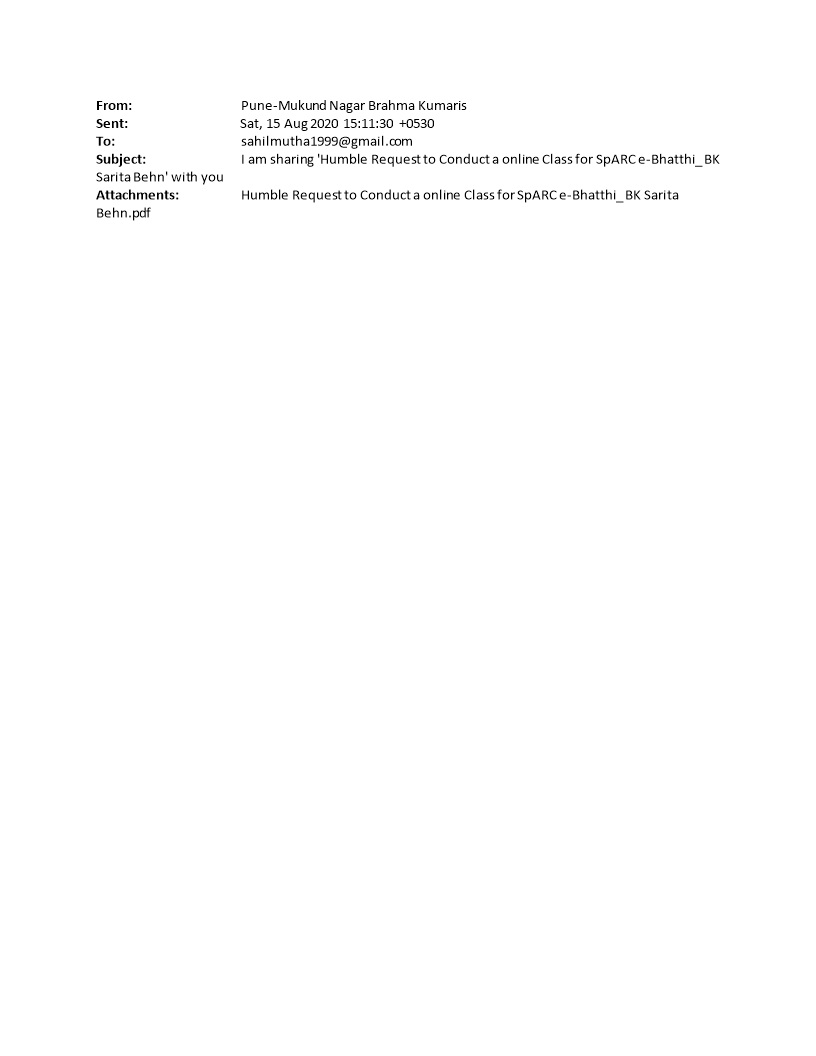 From: Pune-Mukund Nagar Brahma Kumaris
Sent: Sat, 15 Aug 2020 15:11:30 +0530
To: sahilmutha1999@gmail.com
Subject: I am sharing 'Humble Request to Conduct a online Class for SpARC e-Bhatthi_ BK
Sarita Behn' with you
Attachments: Humble Request to Conduct a online Class for SpARC e-Bhatthi_ BK Sarita
Behn.pdf